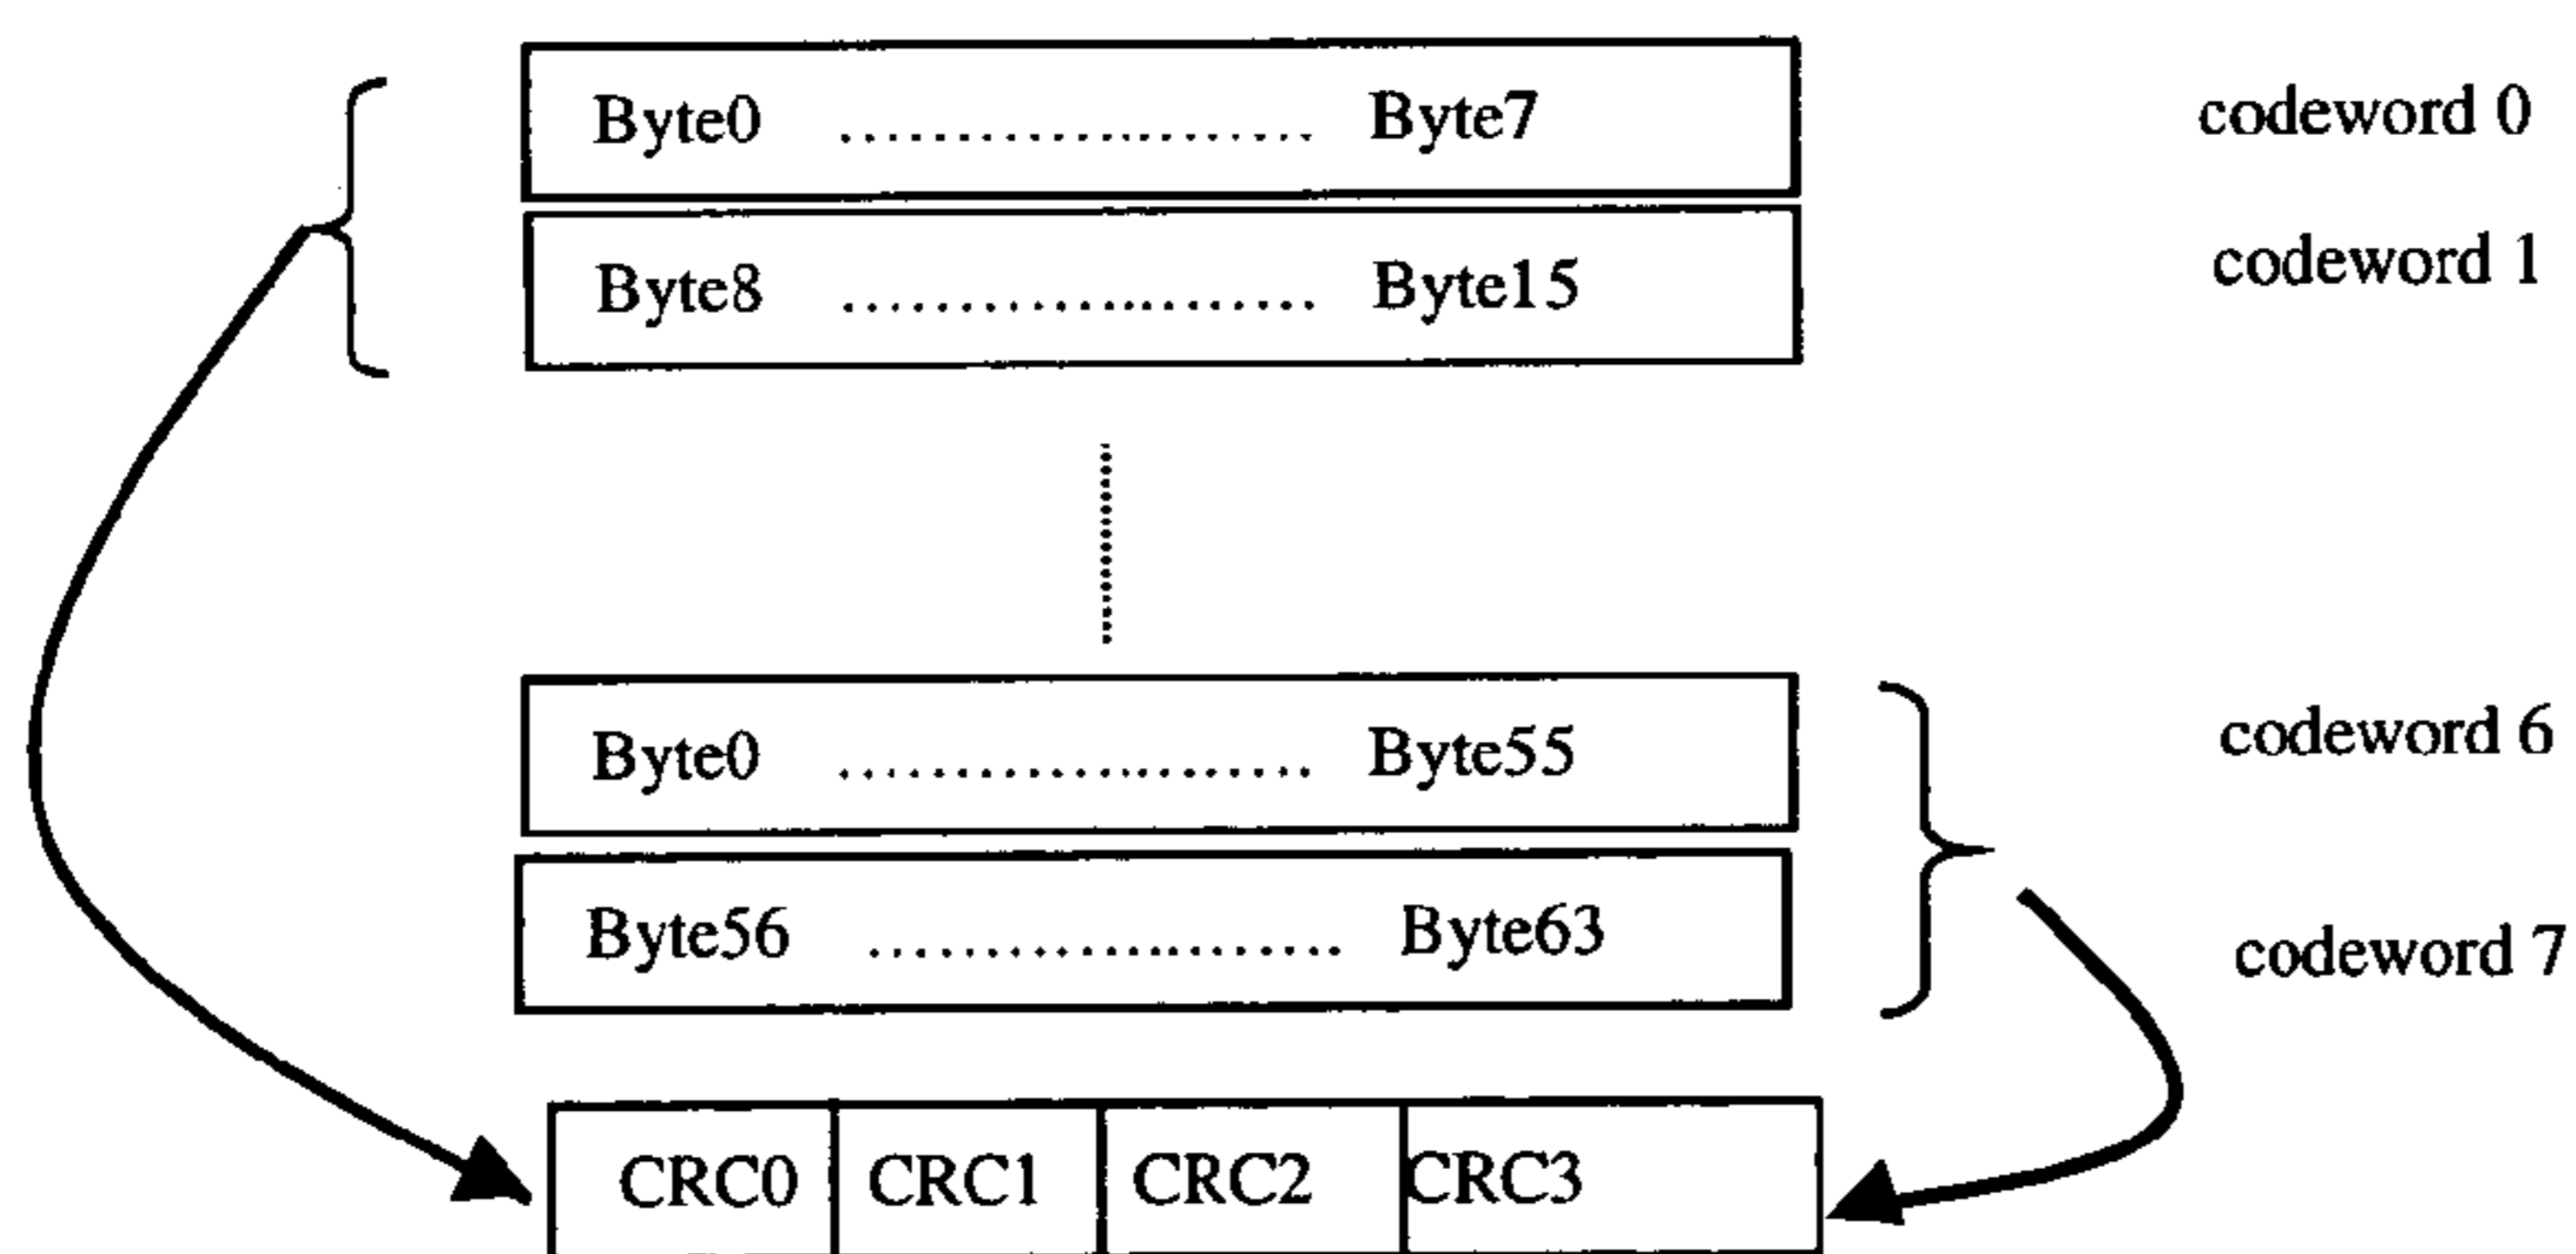 Byte0 ........................ Byte7 codeword 0
Byte8 ........................ Byte15 codeword 1
Byte0 ........................ Byte55 codeword 6
Byte56 ........................ Byte63 codeword 7
CRC0 CRC1 CRC2 CRC3